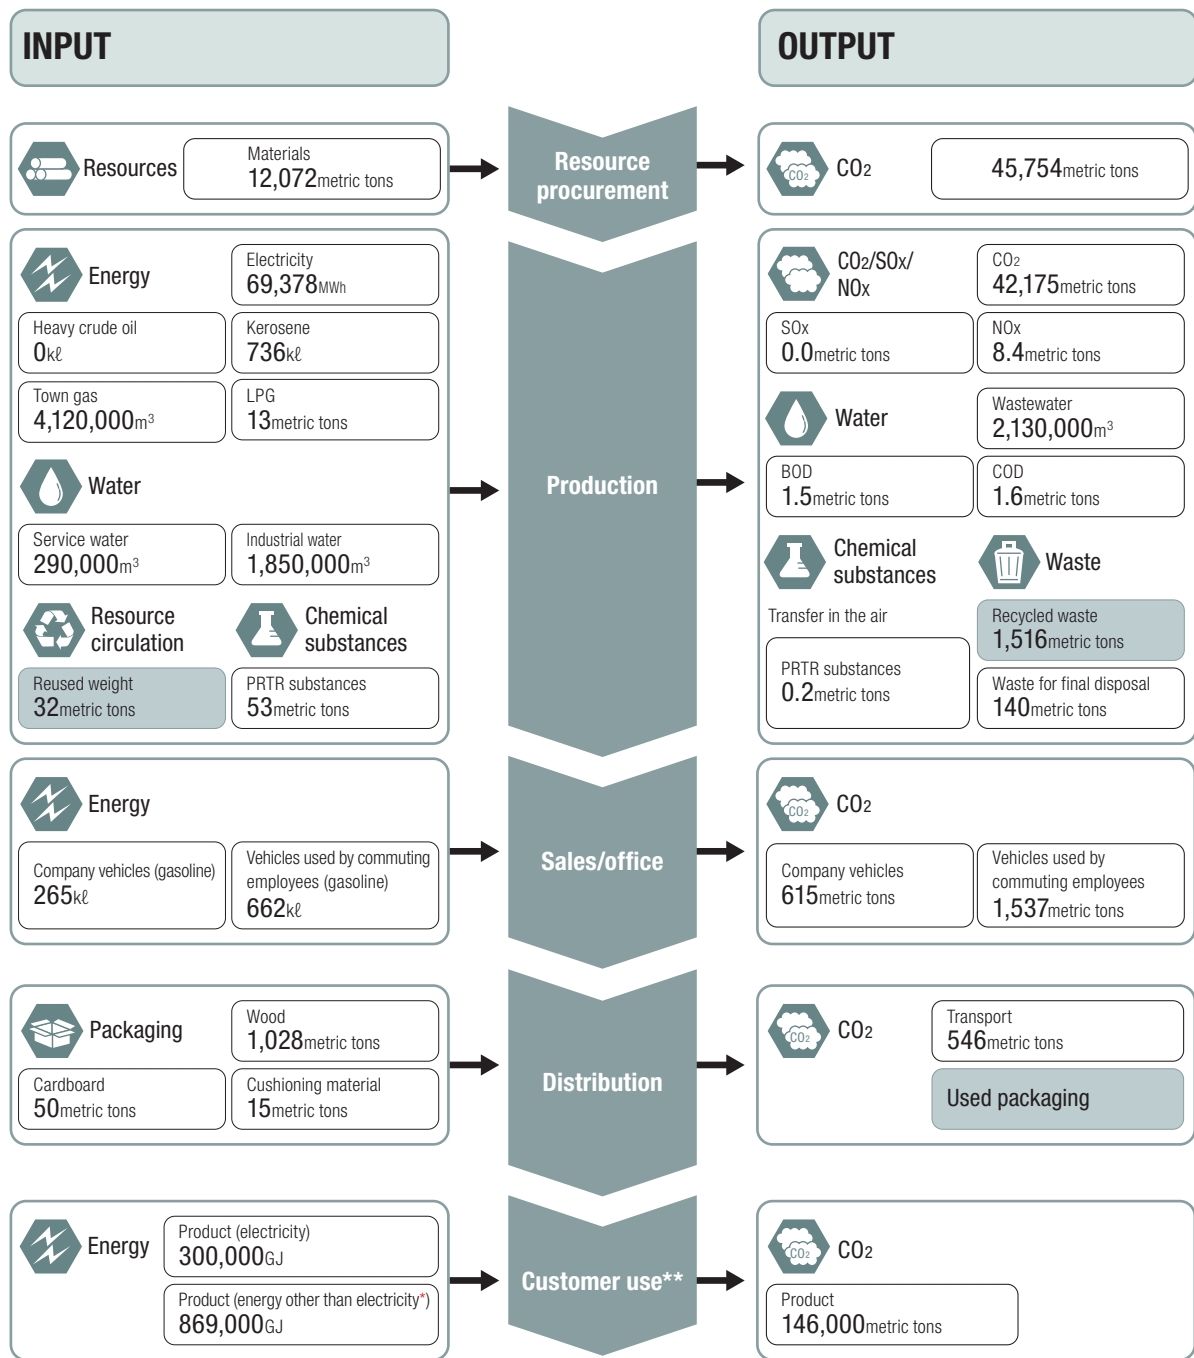 INPUT
OUTPUT
Resources
Materials
12,072metric tons
Resource
procurement
CO2
CO2
45,754metric tons
Energy
Electricity
69,378MWh
Heavy crude oil
0kℓ
Kerosene
736kℓ
Town gas
4,120,000m³
LPG
13metric tons
Water
Service water
290,000m³
Industrial water
1,850,000m³
Resource
circulation
Chemical
substances
Reused weight
32metric tons
PRTR substances
53metric tons
Production
CO2/SOx/
NOx
CO2
42,175metric tons
SOx
0.0metric tons
NOx
8.4metric tons
Water
Wastewater
2,130,000m³
BOD
1.5metric tons
COD
1.6metric tons
Chemical
substances
Waste
Transfer in the air
Recycled waste
1,516metric tons
PRTR substances
0.2metric tons
Waste for final disposal
140metric tons
Energy
Company vehicles (gasoline)
265kℓ
Vehicles used by commuting
employees (gasoline)
662kℓ
Sales/office
CO2
CO2
Company vehicles
615metric tons
Vehicles used by
commuting employees
1,537metric tons
Packaging
Wood
1,028metric tons
Cardboard
50metric tons
Cushioning material
15metric tons
Distribution
CO2
CO2
Transport
546metric tons
Used packaging
Energy
Product (electricity)
300,000GJ
Product (energy other than electricity*)
869,000GJ
Customer use**
CO2
CO2
Product
146,000metric tons